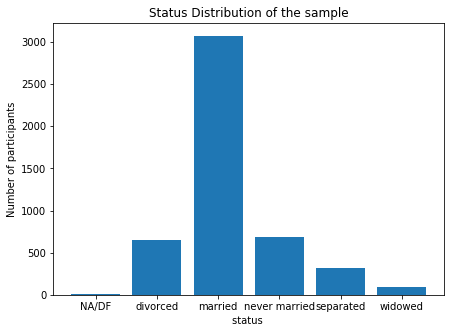 Status Distribution of the sample
Number of participants
3000
2500
2000
1500
1000
500
0
NA/DF divorced married never married separated widowed
status